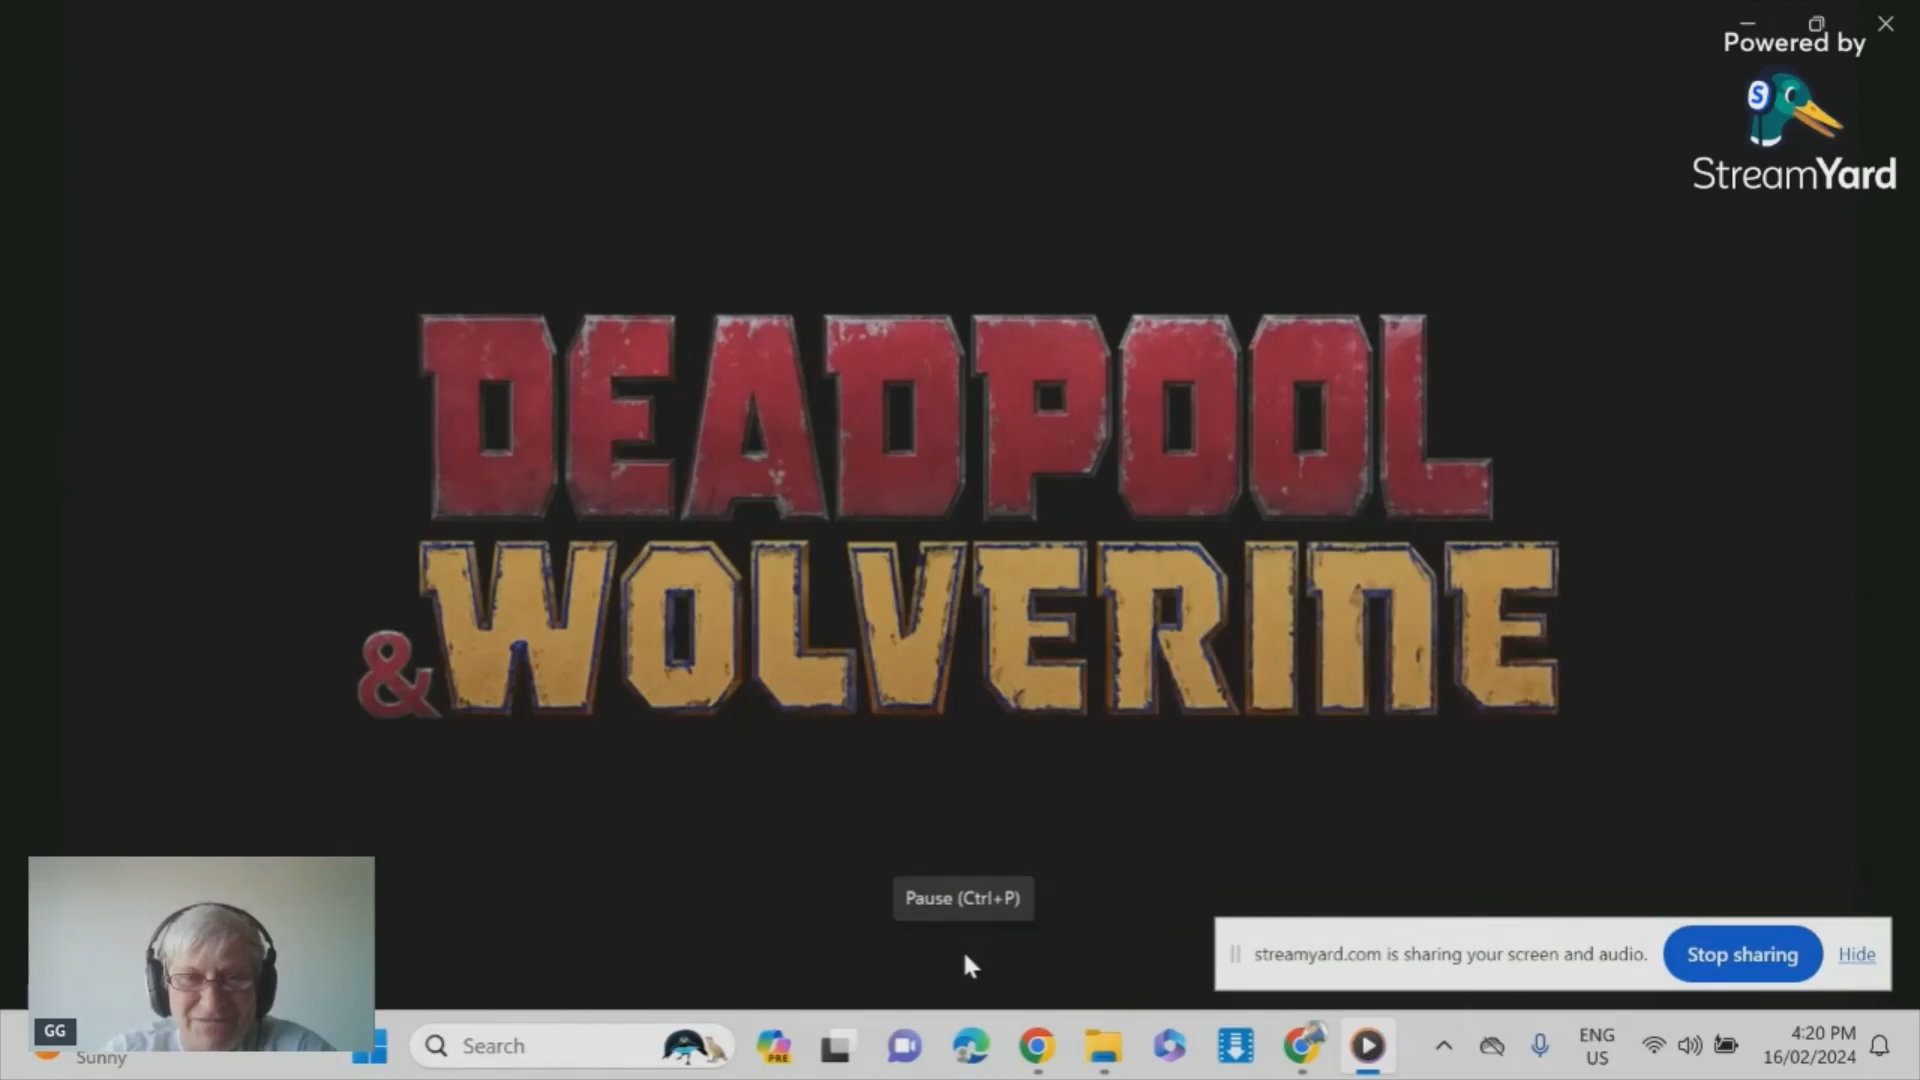 Powered by
S
StreamYard
DEADPOOL
&WOLVERINE
Pause (Ctrl+P)
streamyard.com is sharing your screen and audio.
Stop sharing
Hide
GG
Sunny
Search
PRE
ENG
US
4:20 PM
16/02/2024